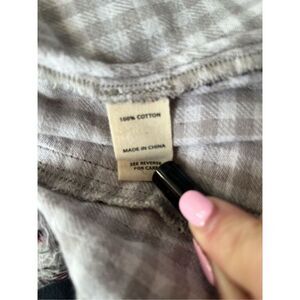 100% COTTON
MADE IN CHINA
SEE REVERSE
FOR CARE